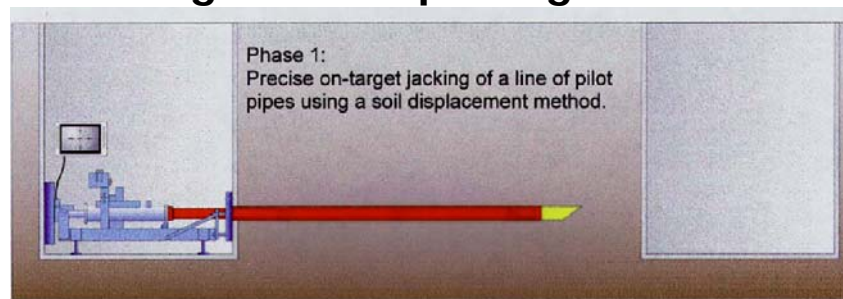 Phase 1:
Precise on-target jacking of a line of pilot
pipes using a soil displacement method.